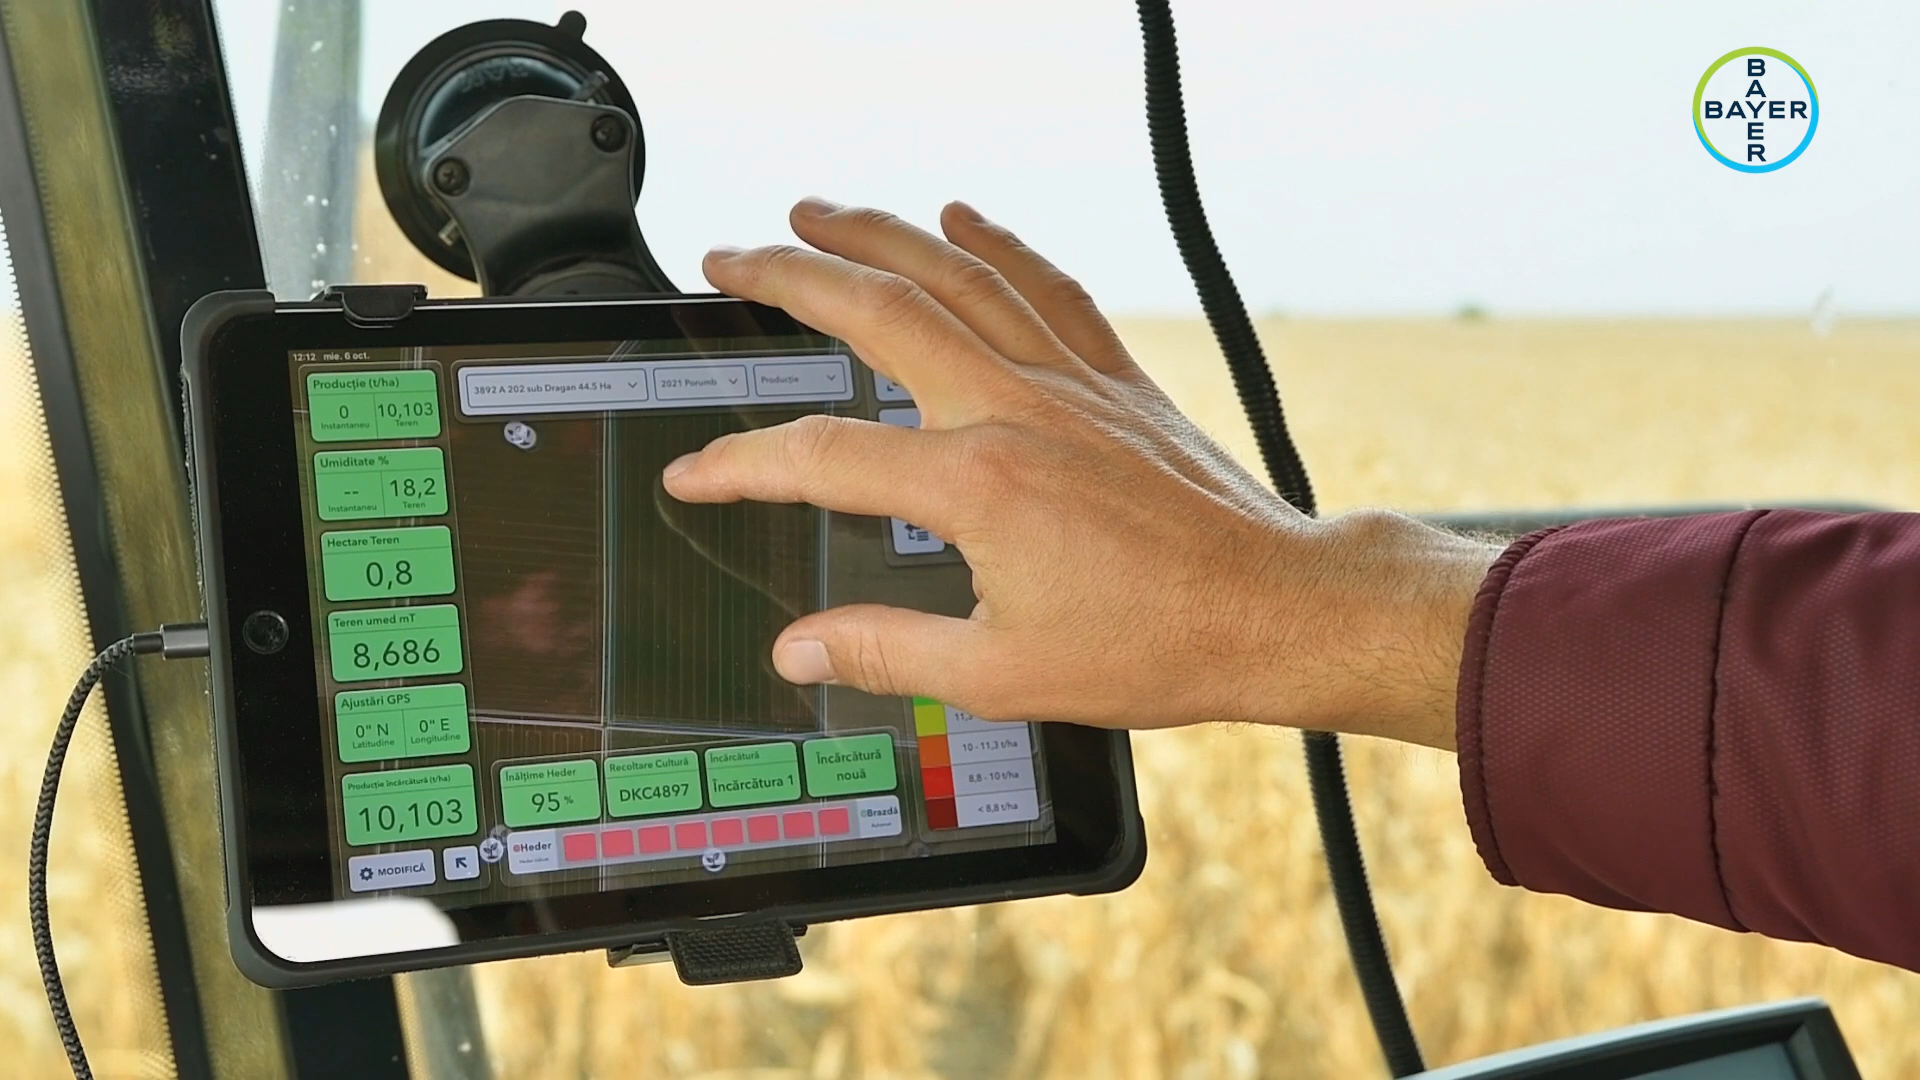 BAYER
BAYER
12:12 mie. 6 oct.
Producție (t/ha)
0 10,103
Instantaneu Teren
3892 A 202 sub Dragan 44.5 Ha
2021 Porumb
Producție
Umiditate %
-- 18,2
Instantaneu Teren
Hectare Teren
0,8
Teren umed mT
8,686
Ajustări GPS
0" N 0" E
Latitudine Longitudine
Producție încărcătură (t/ha)
10,103
MODIFICĂ
Înălțime Heder
95 %
Recoltare Cultură
DKC4897
Încărcătură
Încărcătura 1
Încărcătură
nouă
Heder
Brazdă
10 - 11,3 t/ha
8,8 - 10 t/ha
< 8,8 t/ha